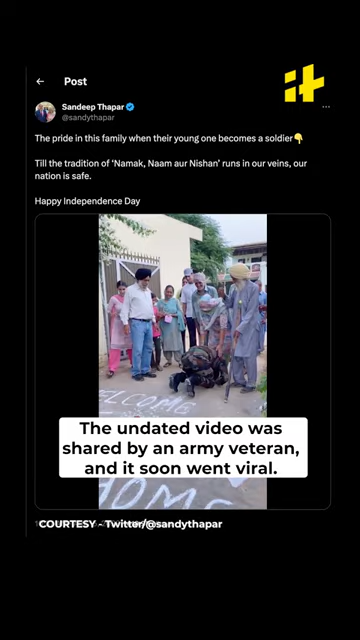 Post
Sandeep Thapar
@sandythapar
The pride in this family when their young one becomes a soldier👇
Till the tradition of ‘Namak, Naam aur Nishan’ runs in our veins, our
nation is safe.
Happy Independence Day
WELCOME
The undated video was
shared by an army veteran,
and it soon went viral.
HOME
COURTESY - Twitter/@sandythapar